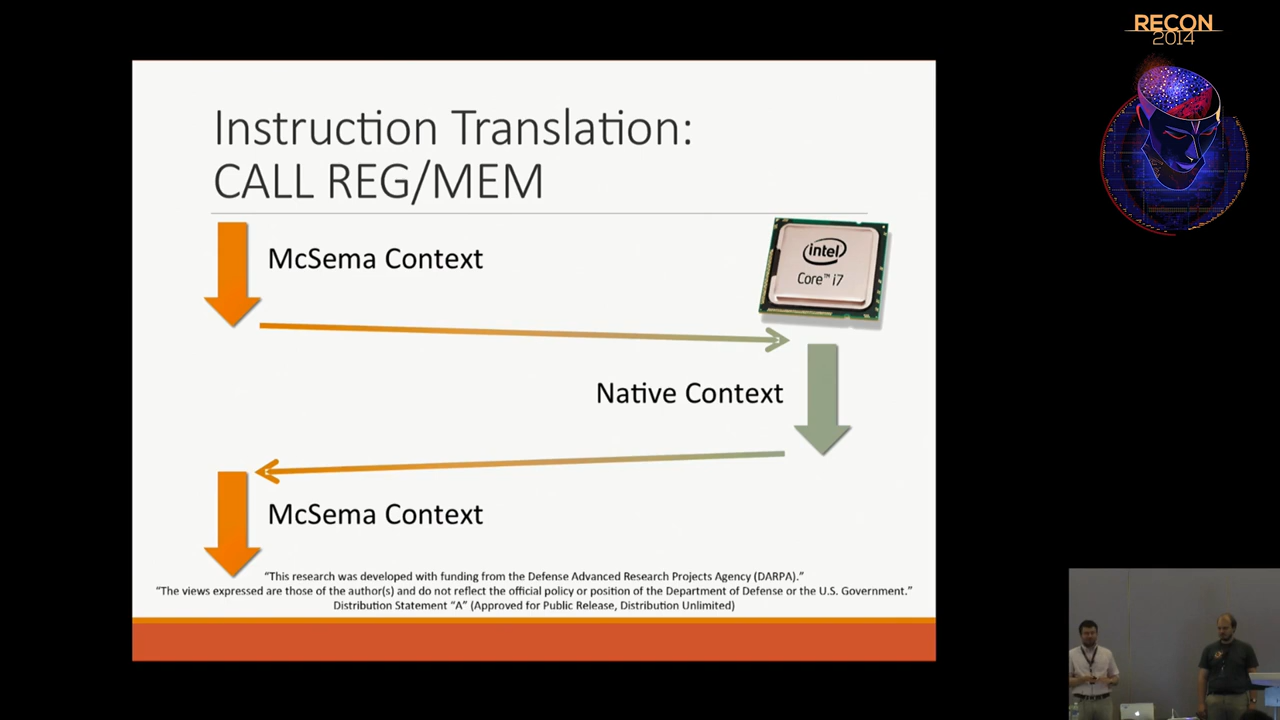 RECON
2014
Instruction Translation:
CALL REG/MEM
McSema Context
intel
Core™ i7
Native Context
McSema Context
“This research was developed with funding from the Defense Advanced Research Projects Agency (DARPA).”
“The views expressed are those of the author(s) and do not reflect the official policy or position of the Department of Defense or the U.S. Government.”
Distribution Statement “A” (Approved for Public Release, Distribution Unlimited)